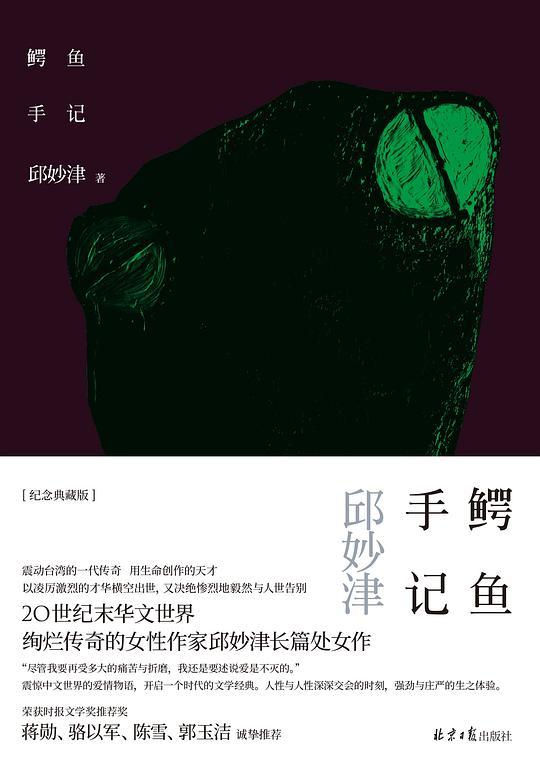 鳄鱼
手记
邱妙津 著
[ 纪念典藏版 ]
鳄鱼
手记
邱妙津
震动台湾的一代传奇 用生命创作的天才
以凌厉激烈的才华横空出世, 又决绝惨烈地毅然与人世告别
20世纪末华文世界
绚烂传奇的女性作家邱妙津长篇处女作
“尽管我要再受多大的痛苦与折磨，我还是要述说爱是不灭的。”
震惊中文世界的爱情物语，开启一个时代的文学经典。人性与人性深深交会的时刻，强劲与庄严的生之体验。
荣获时报文学奖推荐奖
蒋勋、骆以军、陈雪、郭玉洁 诚挚推荐
北京日报出版社